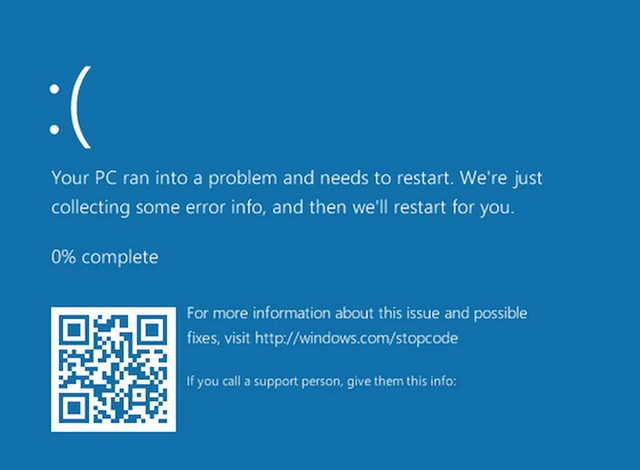 :(
Your PC ran into a problem and needs to restart. We're just
collecting some error info, and then we'll restart for you.
0% complete
For more information about this issue and possible
fixes, visit http://windows.com/stopcode
If you call a support person, give them this info: